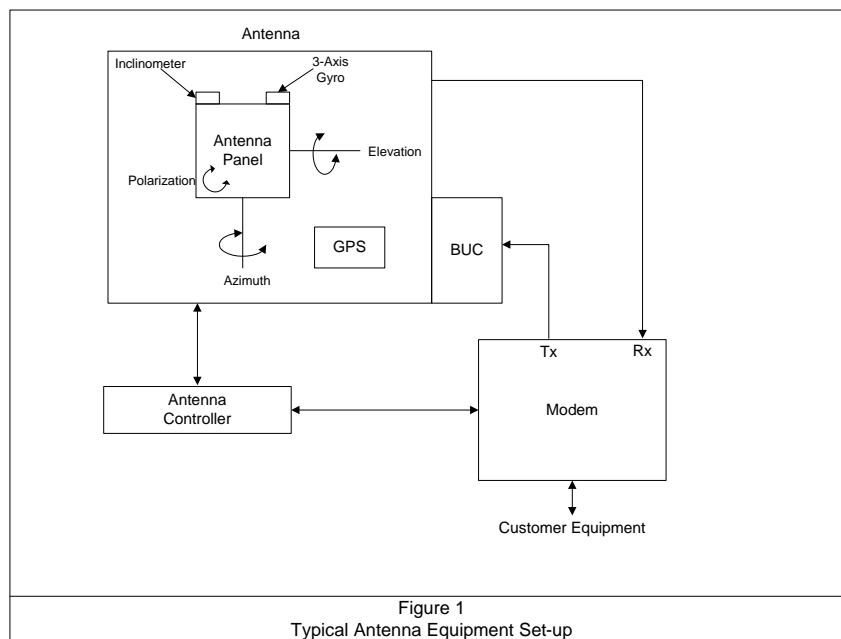 Antenna
Inclinometer
3-Axis
Gyro
Antenna
Panel
Elevation
Polarization
GPS
BUC
Azimuth
Tx
Rx
Antenna
Controller
Modem
Customer Equipment
Figure 1
Typical Antenna Equipment Set-up